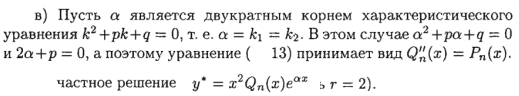 в) Пусть α является двукратным корнем характеристического
уравнения k² + pk + q = 0, т. е. α = k₁ = k₂. В этом случае α² + pα + q = 0
и 2α + p = 0, а поэтому уравнение ( 13) принимает вид Q″ₙ(x) = Pₙ(x).
частное решение y* = x²Qₙ(x)e^{αx} ь r = 2).